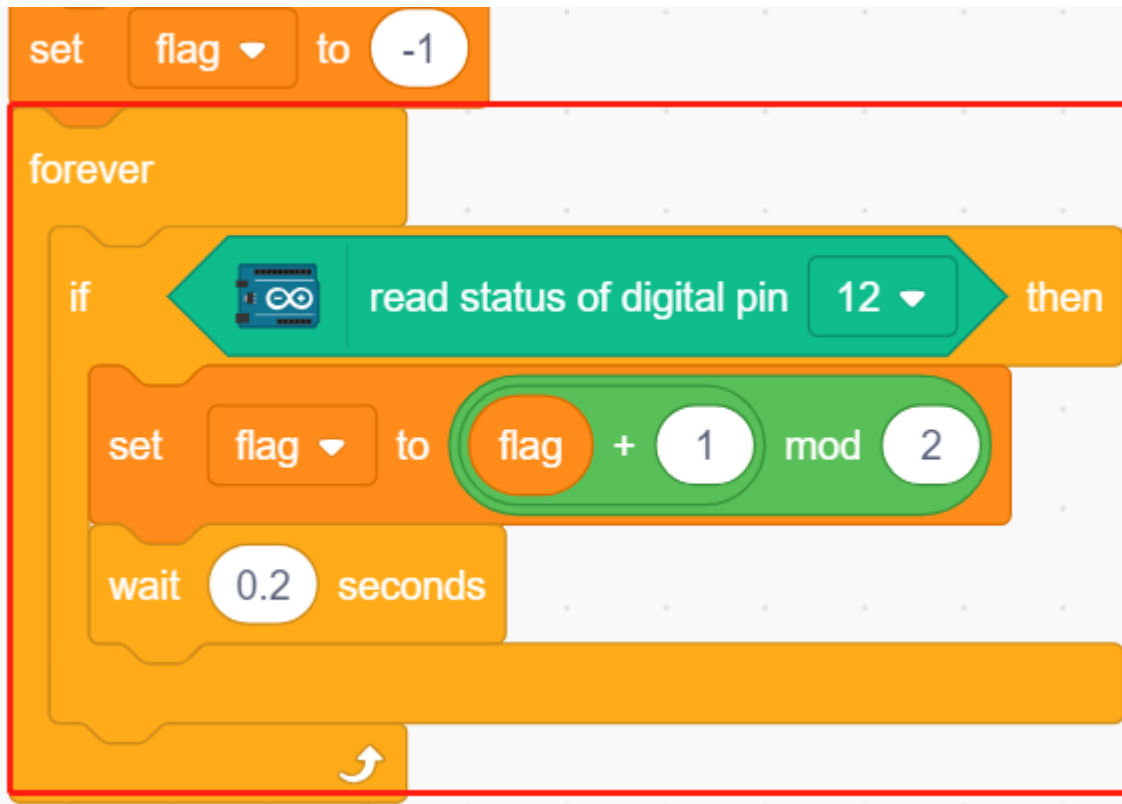 set flag to -1
forever
if read status of digital pin 12 then
set flag to flag + 1 mod 2
wait 0.2 seconds